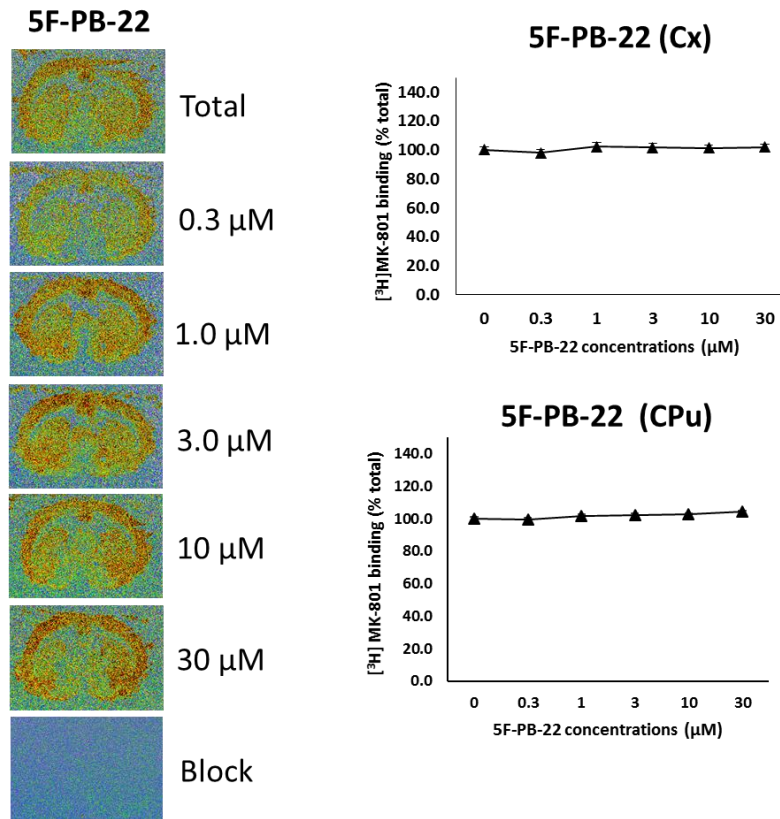 5F-PB-22
Total
0.3 µM
1.0 µM
3.0 µM
10 µM
30 µM
Block
5F-PB-22 (Cx)
[³H]MK-801 binding (% total)
140.0
120.0
100.0
80.0
60.0
40.0
20.0
0.0
0 0.3 1 3 10 30
5F-PB-22 concentrations (µM)
5F-PB-22 (CPu)
[³H] MK-801 binding (% total)
140.0
120.0
100.0
80.0
60.0
40.0
20.0
0.0
0 0.3 1 3 10 30
5F-PB-22 concentrations (µM)